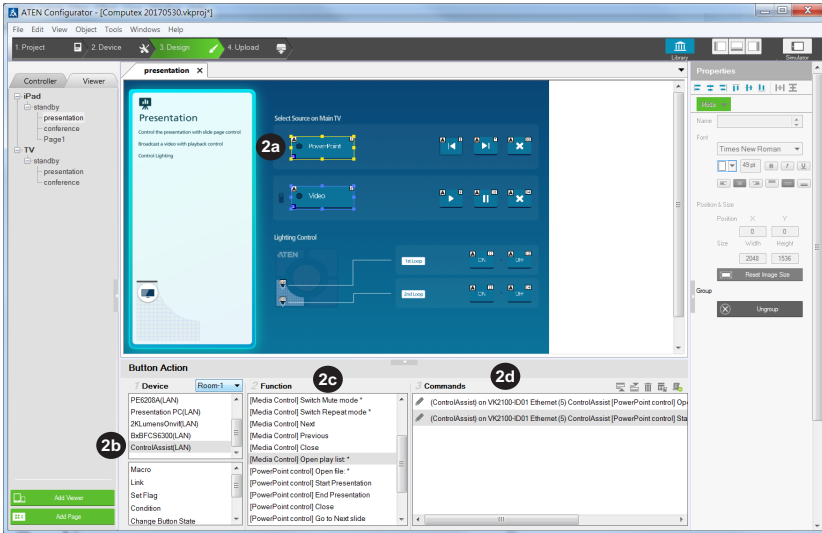 ATEN Configurator - [Computex 20170530.vkproj*]
File Edit View Object Tools Windows Help
1. Project 2. Device 3. Design 4. Upload
Library Simulator
Controller Viewer
iPad
standby
presentation
conference
Page1
TV
standby
presentation
conference
Add Viewer
Add Page
presentation X
Presentation
Control the presentation with slide page control
Broadcast a video with playback control
Control Lighting
Select Source on Main TV
2a
PowerPoint
Video
Lighting Control
ATEN
1st Loop ON OFF
2nd Loop ON OFF
Properties
Mode
Name
Font
Times New Roman
49 pt B I U
Position & Size
Position X Y
0 0
Size Width Height
2048 1536
Reset Image Size
Group
Ungroup
Button Action
2c 2d
1 Device Room-1 2 Function 3 Commands
2b
PE6208A(LAN)
Presentation PC(LAN)
2KLumensOnvif(LAN)
BxBFCS6300(LAN)
ControlAssist(LAN)
Macro
Link
Set Flag
Condition
Change Button State
[Media Control] Switch Mute mode *
[Media Control] Switch Repeat mode *
[Media Control] Next
[Media Control] Previous
[Media Control] Close
[Media Control] Open play list: *
[PowerPoint control] Open file: *
[PowerPoint control] Start Presentation
[PowerPoint control] End Presentation
[PowerPoint control] Close
[PowerPoint control] Go to Next slide
(ControlAssist) on VK2100-ID01 Ethernet (5) ControlAssist [PowerPoint control] Ope
(ControlAssist) on VK2100-ID01 Ethernet (5) ControlAssist [PowerPoint control] Sta